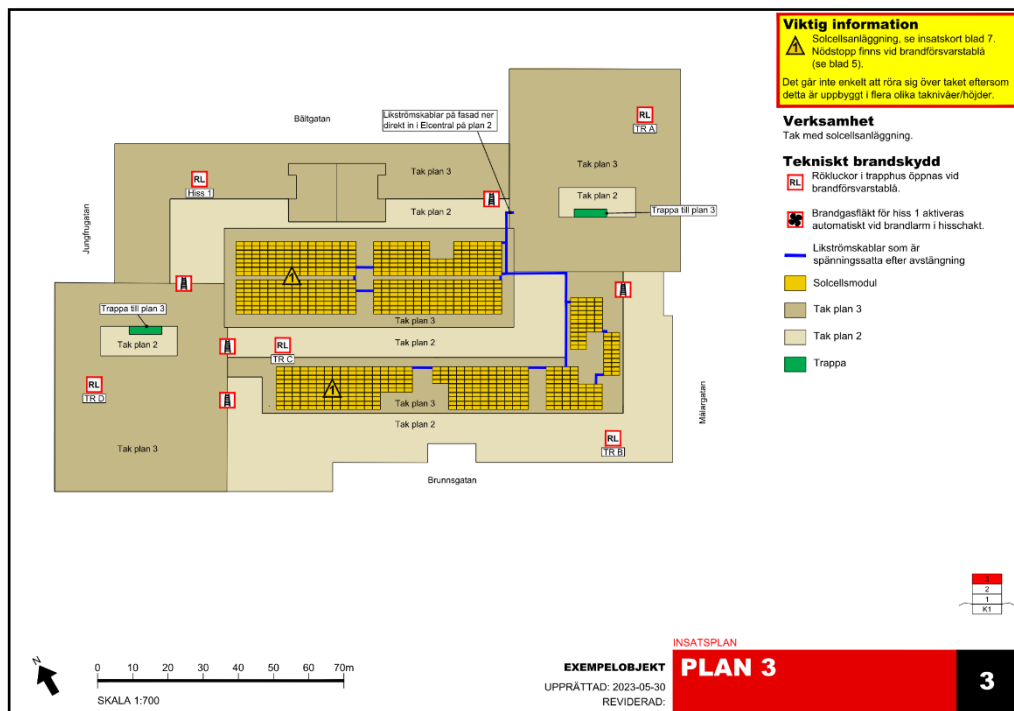 Viktig information
1
Solcellsanläggning, se insatskort blad 7.
Nödstopp finns vid brandförsvarstablå
(se blad 5).
Det går inte enkelt att röra sig över taket eftersom
detta är uppbyggt i flera olika taknivåer/höjder.
Verksamhet
Tak med solcellsanläggning.
Tekniskt brandskydd
RL
Rökluckor i trapphus öppnas vid
brandförsvarstablå.
Brandgasfläkt för hiss 1 aktiveras
automatiskt vid brandlarm i hisschakt.
Likströmskablar som är
spänningssatta efter avstängning
Solcellsmodul
Tak plan 3
Tak plan 2
Trappa
Bältgatan
Likströmskablar på fasad ner
direkt in i Elcentral på plan 2
RL
TR A
Tak plan 3
Tak plan 3
RL
Hiss 1
Tak plan 2
Trappa till plan 3
Tak plan 2
Jungfrugatan
1
Trappa till plan 3
Tak plan 3
Tak plan 2
Tak plan 2
RL
TR C
RL
TR D
1
Tak plan 3
Målargatan
Tak plan 2
RL
TR B
Tak plan 3
Brunnsgatan
3
2
1
K1
N
0 10 20 30 40 50 60 70m
SKALA 1:700
EXEMPELOBJEKT
UPPRÄTTAD: 2023-05-30
REVIDERAD:
INSATSPLAN
PLAN 3
3